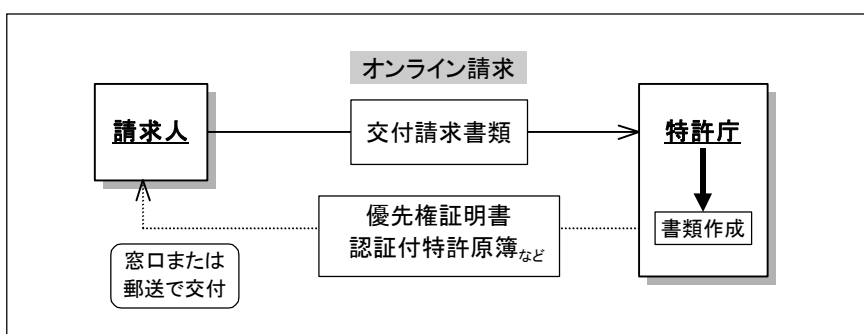 オンライン請求
請求人
交付請求書類
特許庁
書類作成
優先権証明書
認証付特許原簿など
窓口または
郵送で交付